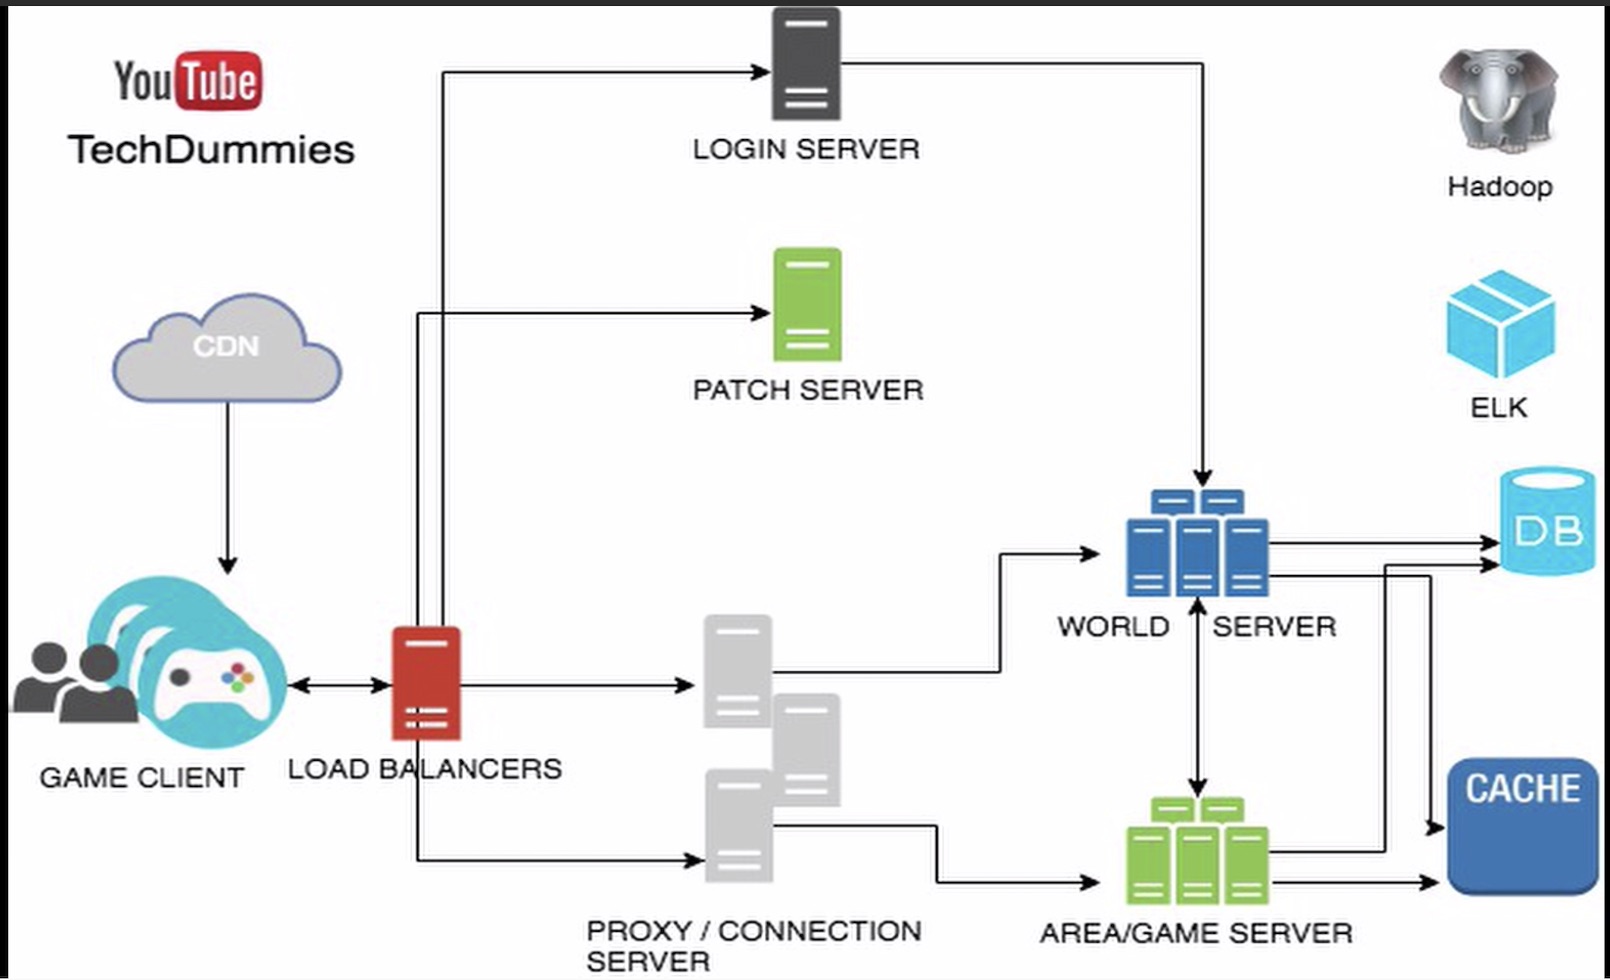 YouTube
TechDummies
LOGIN SERVER
Hadoop
PATCH SERVER
CDN
ELK
DB
WORLD SERVER
GAME CLIENT
LOAD BALANCERS
CACHE
PROXY / CONNECTION
SERVER
AREA/GAME SERVER